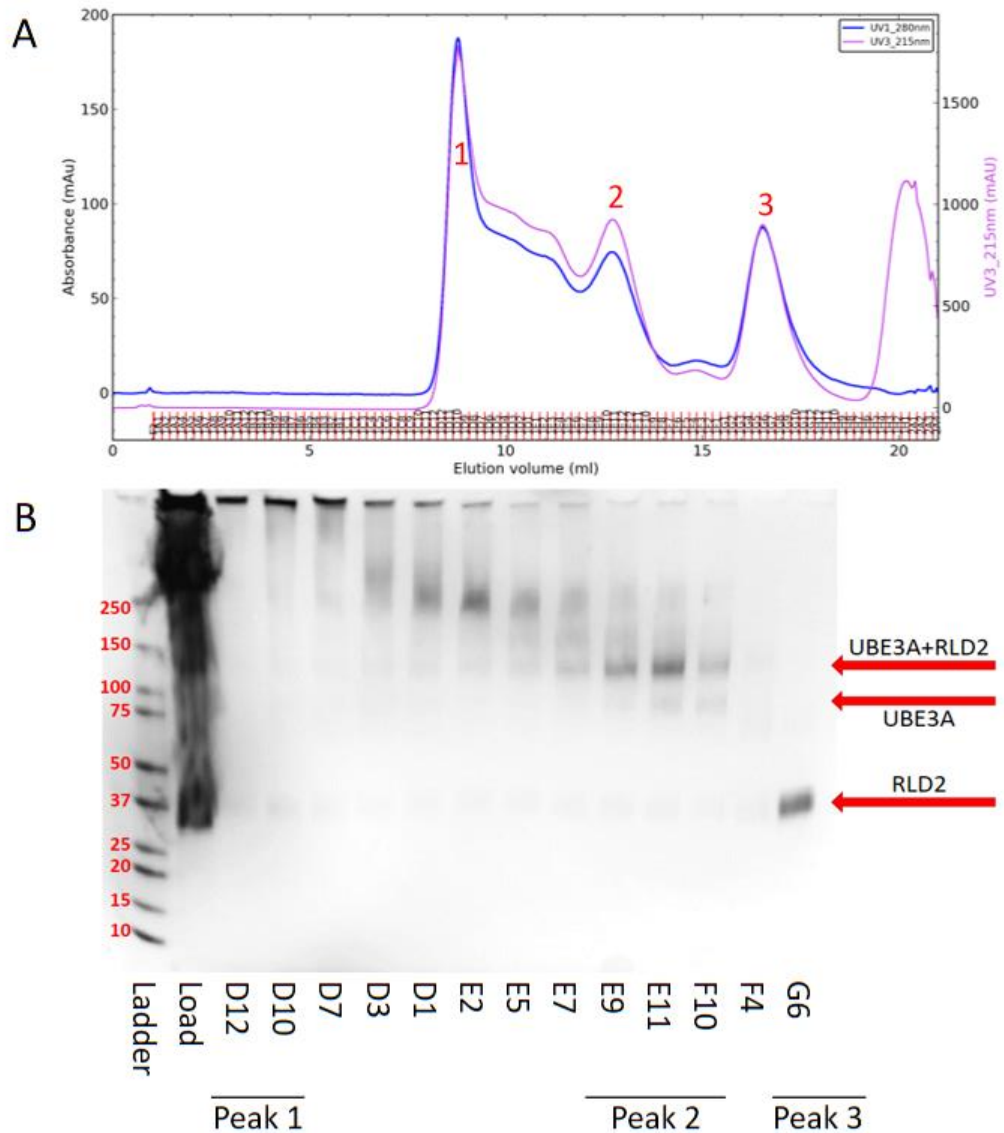 A
200
150
100
50
0
Absorbance (mAu)
UV1_280nm
UV3_215nm
1
2
3
1500
1000
500
0
UV3_215nm (mAU)
0 5 10 15 20
Elution volume (ml)
B
250
150
100
75
50
37
25
20
15
10
UBE3A+RLD2
UBE3A
RLD2
Ladder Load D12 D10 D7 D3 D1 E2 E5 E7 E9 E11 F10 F4 G6
Peak 1 Peak 2 Peak 3